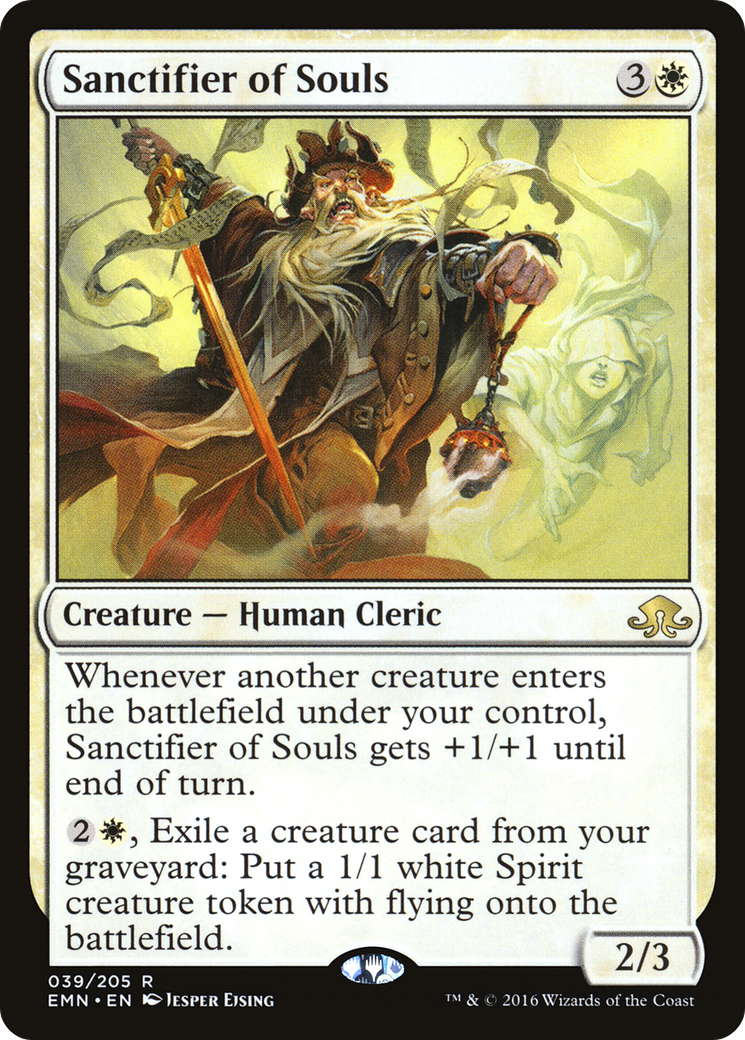 Sanctifier of Souls 3
Creature — Human Cleric
Whenever another creature enters
the battlefield under your control,
Sanctifier of Souls gets +1/+1 until
end of turn.
2, Exile a creature card from your
graveyard: Put a 1/1 white Spirit
creature token with flying onto the
battlefield.
2/3
039/205 R
EMN • EN Jesper Ejsing
™ & © 2016 Wizards of the Coast